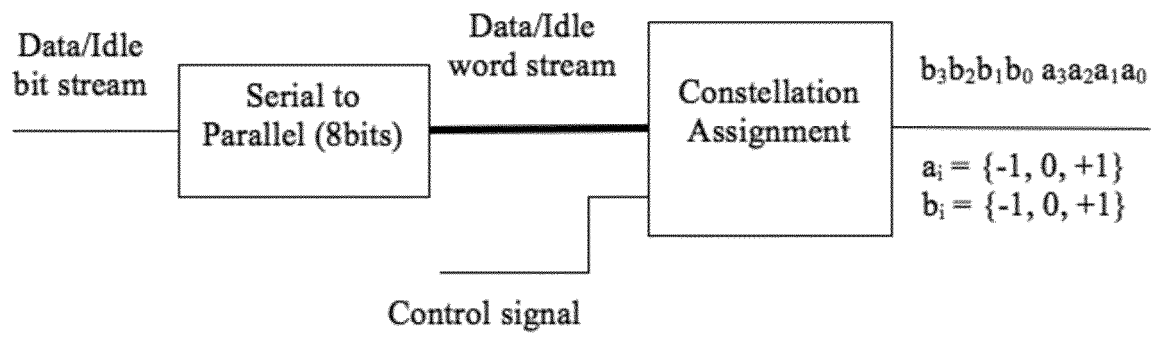 Data/Idle
bit stream
Serial to
Parallel (8bits)
Data/Idle
word stream
Constellation
Assignment
b₃b₂b₁b₀ a₃a₂a₁a₀
aᵢ = {-1, 0, +1}
bᵢ = {-1, 0, +1}
Control signal